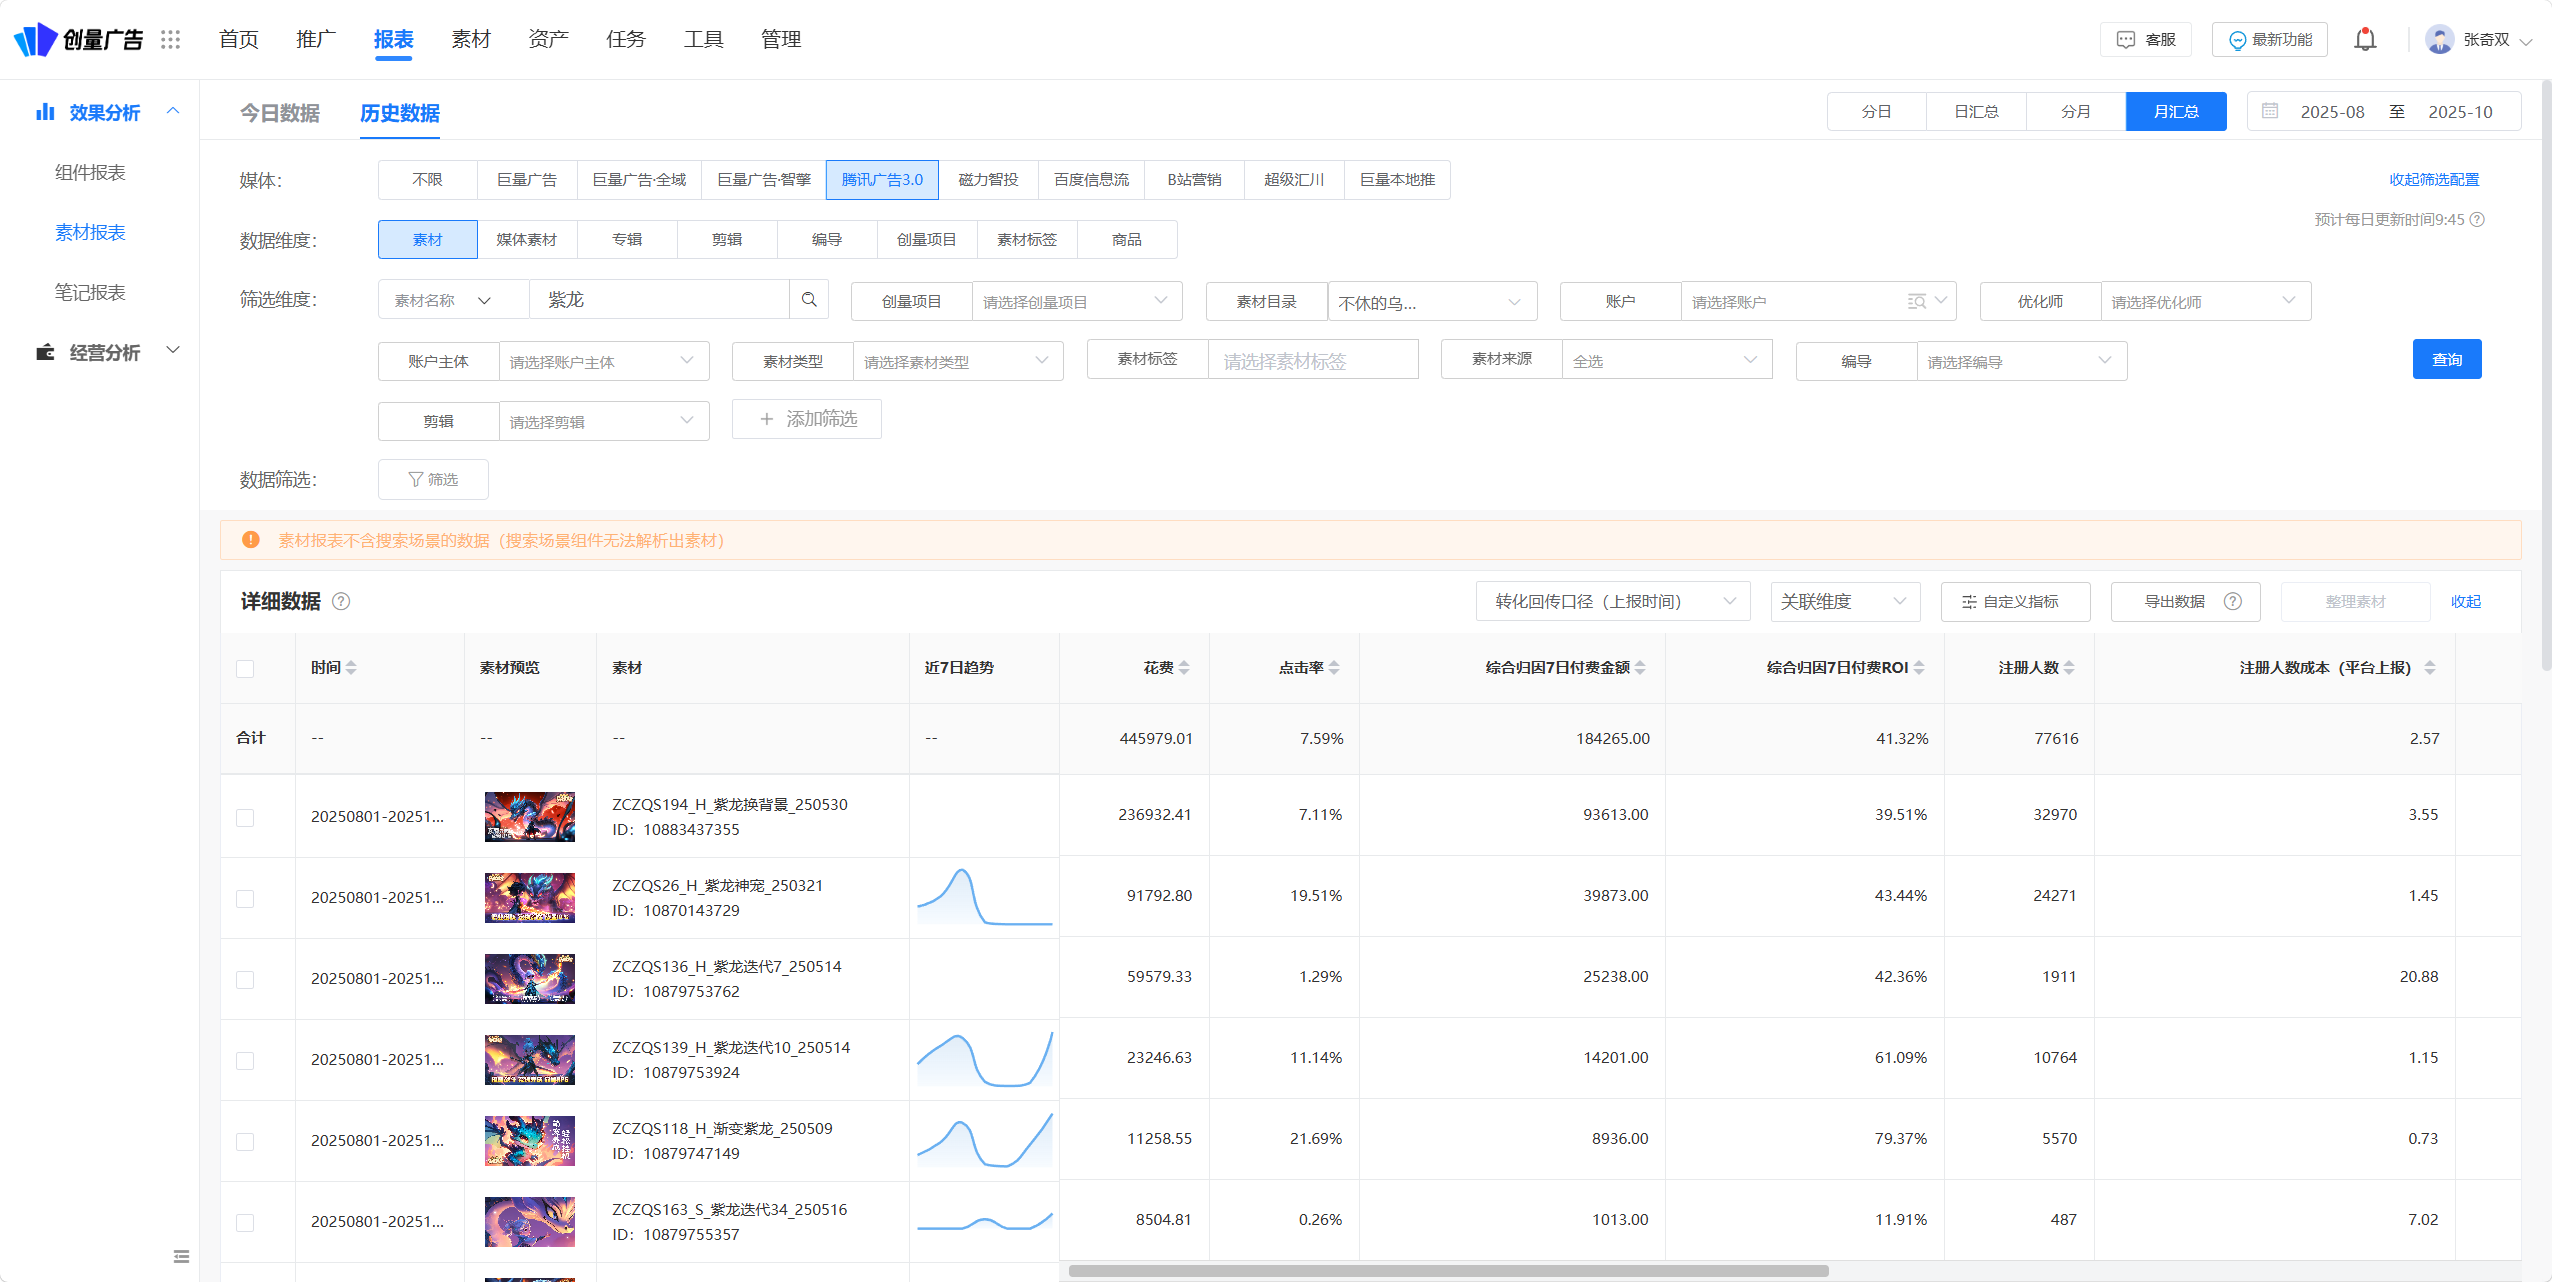 创量广告
首页 推广 报表 素材 资产 任务 工具 管理
客服 最新功能 张奇双
效果分析
组件报表
素材报表
笔记报表
经营分析
今日数据 历史数据
分日 日汇总 分月 月汇总 2025-08 至 2025-10
媒体: 不限 巨量广告 巨量广告·全域 巨量广告·智擎 腾讯广告3.0 磁力智投 百度信息流 B站营销 超级汇川 巨量本地推
收起筛选配置
预计每日更新时间9:45
数据维度: 素材 媒体素材 专辑 剪辑 编导 创量项目 素材标签 商品
筛选维度: 素材名称 紫龙 创量项目 请选择创量项目 素材目录 不休的乌... 账户 请选择账户 优化师 请选择优化师
账户主体 请选择账户主体 素材类型 请选择素材类型 素材标签 请选择素材标签 素材来源 全选 编导 请选择编导 查询
剪辑 请选择剪辑 + 添加筛选
数据筛选: 筛选
素材报表不含搜索场景的数据（搜索场景组件无法解析出素材）
详细数据 转化回传口径（上报时间） 关联维度 自定义指标 导出数据 整理素材 收起
时间 素材预览 素材 近7日趋势 花费 点击率 综合归因7日付费金额 综合归因7日付费ROI 注册人数 注册人数成本（平台上报）
合计 -- -- -- -- 445979.01 7.59% 184265.00 41.32% 77616 2.57
20250801-20251... ZCZQS194_H_紫龙换背景_250530 236932.41 7.11% 93613.00 39.51% 32970 3.55
ID：10883437355
20250801-20251... ZCZQS26_H_紫龙神宠_250321 91792.80 19.51% 39873.00 43.44% 24271 1.45
ID：10870143729
20250801-20251... ZCZQS136_H_紫龙迭代7_250514 59579.33 1.29% 25238.00 42.36% 1911 20.88
ID：10879753762
20250801-20251... ZCZQS139_H_紫龙迭代10_250514 23246.63 11.14% 14201.00 61.09% 10764 1.15
ID：10879753924
20250801-20251... ZCZQS118_H_渐变紫龙_250509 11258.55 21.69% 8936.00 79.37% 5570 0.73
ID：10879747149
20250801-20251... ZCZQS163_S_紫龙迭代34_250516 8504.81 0.26% 1013.00 11.91% 487 7.02
ID：10879755357